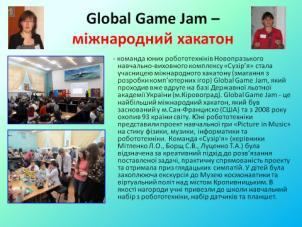 Global Game Jam –
міжнародний хакатон
- команда юних робототехніків Новопразького
навчально-виховного комплексу «Сузір'я» стала
учасницею міжнародного хакатону (змагання з
розробки комп'ютерних ігор) Global Game Jam, який
проходив вже вдруге на базі Державної льотної
академії України (м.Кіровоград). Global Game Jam - це
найбільший міжнародний хакатон, який був
заснований у м.Сан-Франциско (США) та з 2008 року
охопив 93 країни світу. Юні робототехніки
представили проект навчальної гри «Picture in Music»
на стику фізики, музики, інформатики та
робототехніки. Команда «Сузір'я» (керівники
Мітленко Л.О., Борщ С.В., Луценко Т.А.) була
відзначена за креативний підхід до розв'язання
поставленої задачі, практичну спрямованість проекту
та отримала приз глядацьких симпатій. У дітей була
захоплююча екскурсія до Музею космонавтики та
віртуальний політ над містом Кропивницьким. В
якості нагороди учні привезли до школи навчальний
набір з робототехніки, набір датчиків та планшет.